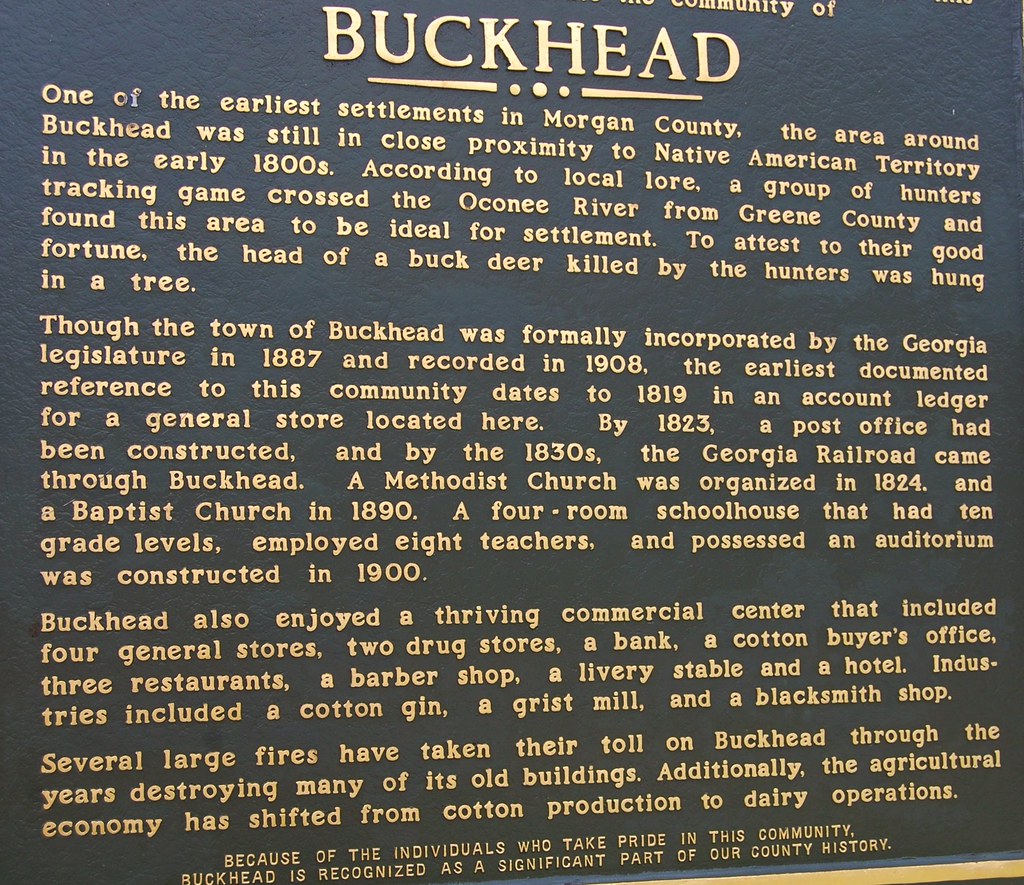 the community of
BUCKHEAD
One of the earliest settlements in Morgan County, the area around
Buckhead was still in close proximity to Native American Territory
in the early 1800s. According to local lore, a group of hunters
tracking game crossed the Oconee River from Greene County and
found this area to be ideal for settlement. To attest to their good
fortune, the head of a buck deer killed by the hunters was hung
in a tree.
Though the town of Buckhead was formally incorporated by the Georgia
legislature in 1887 and recorded in 1908, the earliest documented
reference to this community dates to 1819 in an account ledger
for a general store located here. By 1823, a post office had
been constructed, and by the 1830s, the Georgia Railroad came
through Buckhead. A Methodist Church was organized in 1824. and
a Baptist Church in 1890. A four-room schoolhouse that had ten
grade levels, employed eight teachers, and possessed an auditorium
was constructed in 1900.
Buckhead also enjoyed a thriving commercial center that included
four general stores, two drug stores, a bank, a cotton buyer's office,
three restaurants, a barber shop, a livery stable and a hotel. Indus-
tries included a cotton gin, a grist mill, and a blacksmith shop.
Several large fires have taken their toll on Buckhead through the
years destroying many of its old buildings. Additionally, the agricultural
economy has shifted from cotton production to dairy operations.
BECAUSE OF THE INDIVIDUALS WHO TAKE PRIDE IN THIS COMMUNITY,
BUCKHEAD IS RECOGNIZED AS A SIGNIFICANT PART OF OUR COUNTY HISTORY.